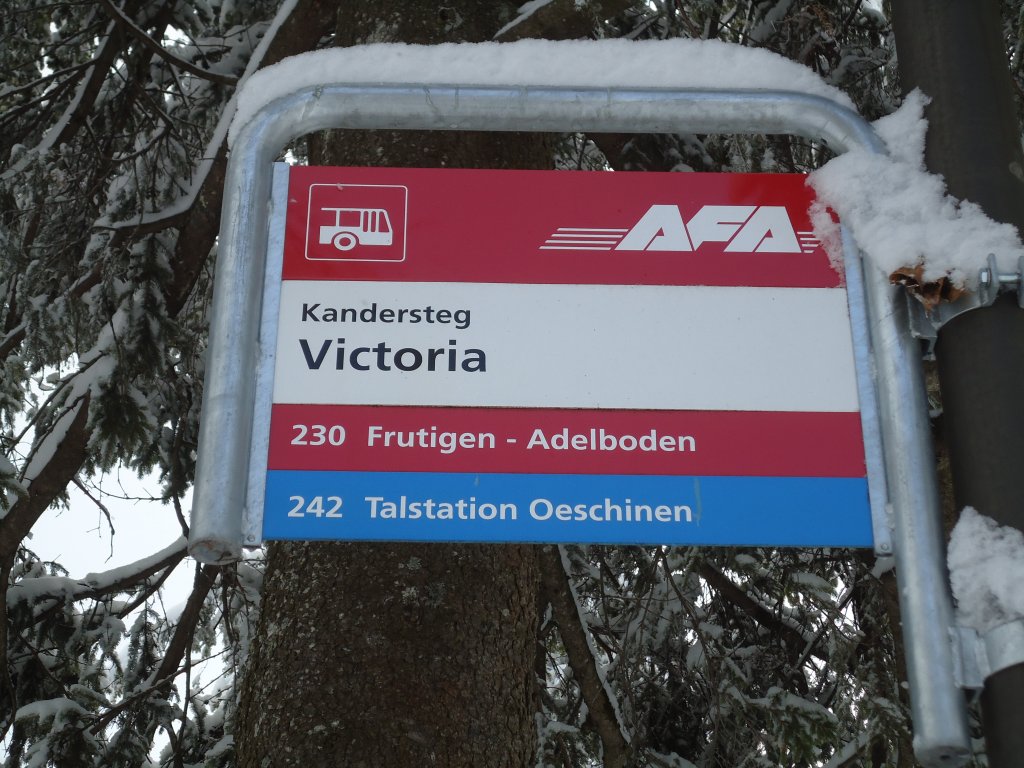 AFA
Kandersteg
Victoria
230 Frutigen - Adelboden
242 Talstation Oeschinen